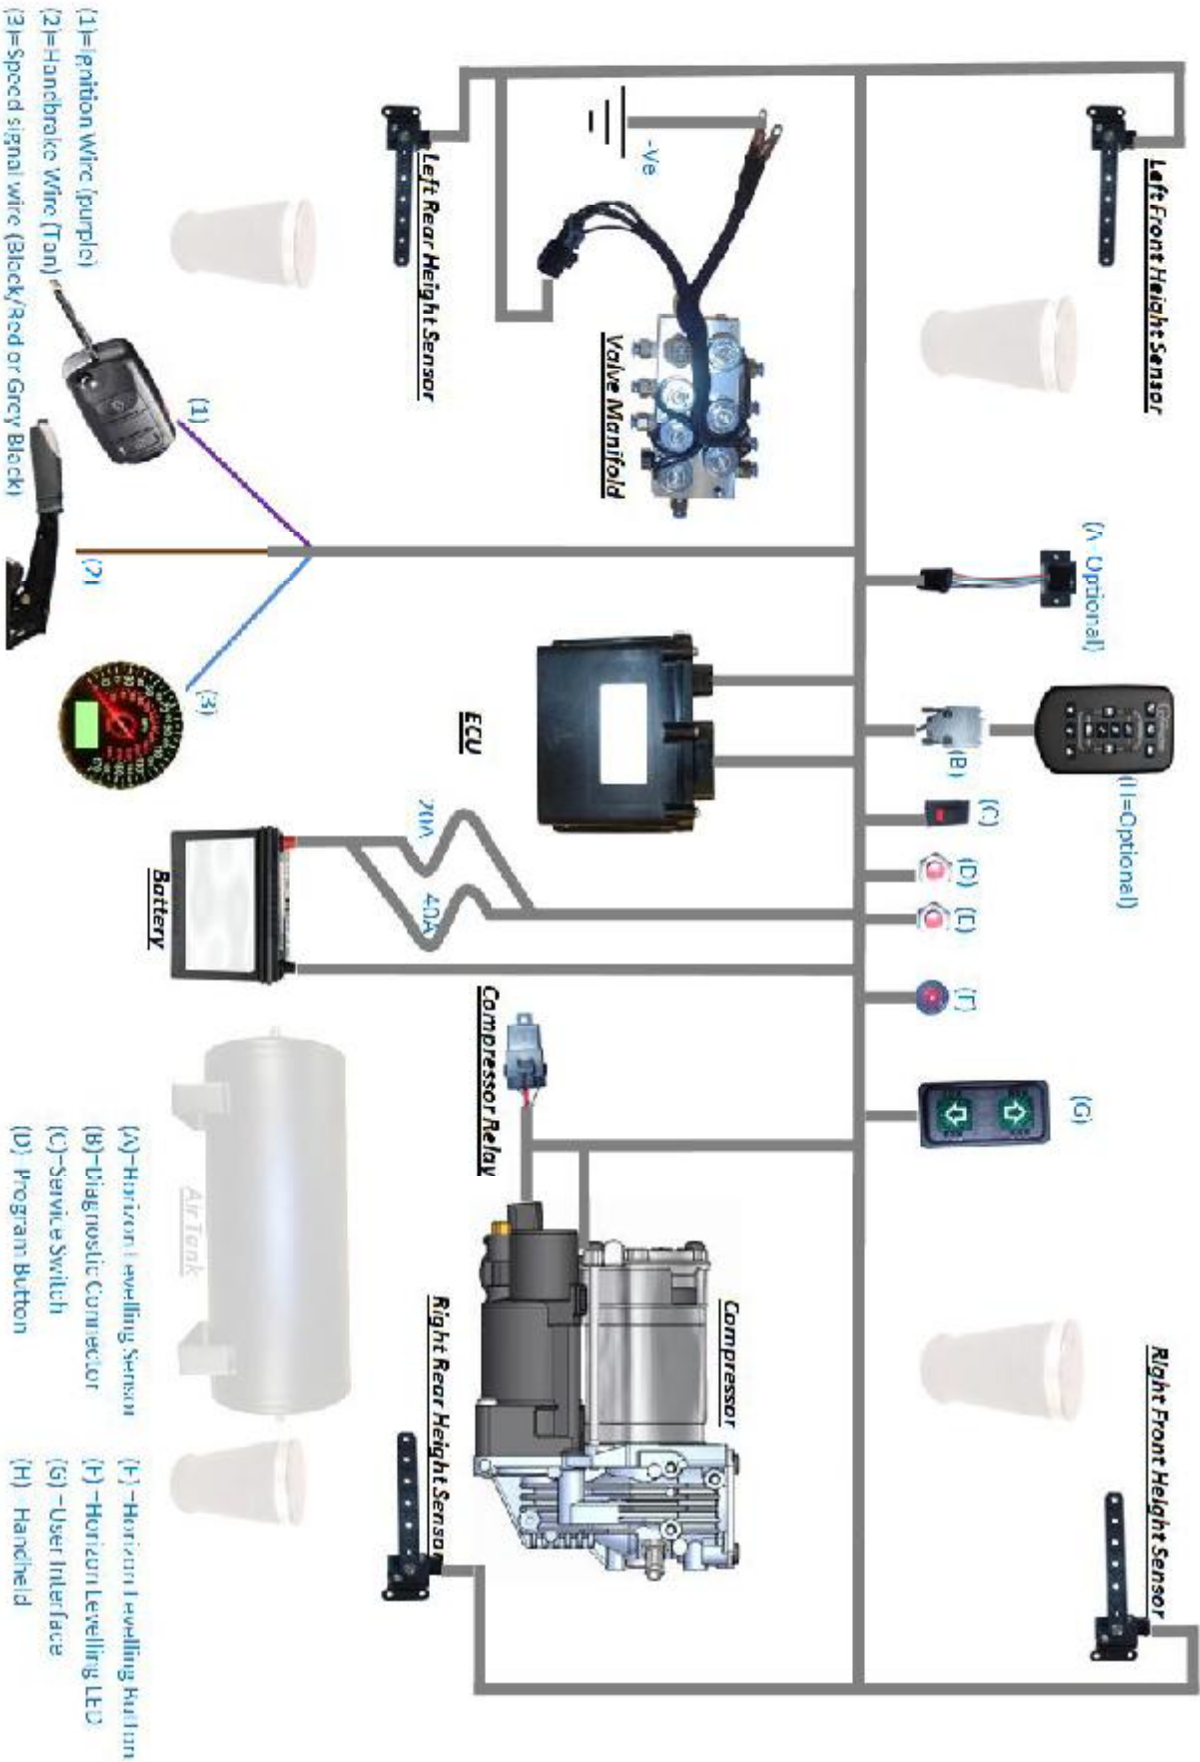 Left Front Height Sensor
Right Front Height Sensor
(A=Optional)
(H=Optional)
(B)
(C)
(D)
(E)
(F)
(G)
-Ve
Valve Manifold
Compressor
Left Rear Height Sensor
ECU
Compressor Relay
Right Rear Height Sensor
20A
40A
(1)
(2)
(3)
Battery
Air Tank
(1)=Ignition Wire (purple)
(2)=Handbrake Wire (Tan)
(3)=Speed signal wire (Black/Red or Grey Black)
(A)=Horizon Levelling Sensor
(B)=Diagnostic Connector
(C)=Service Switch
(D)=Program Button
(E)=Horizon Levelling Button
(F)=Horizon Levelling LED
(G)=User Interface
(H)=Handheld